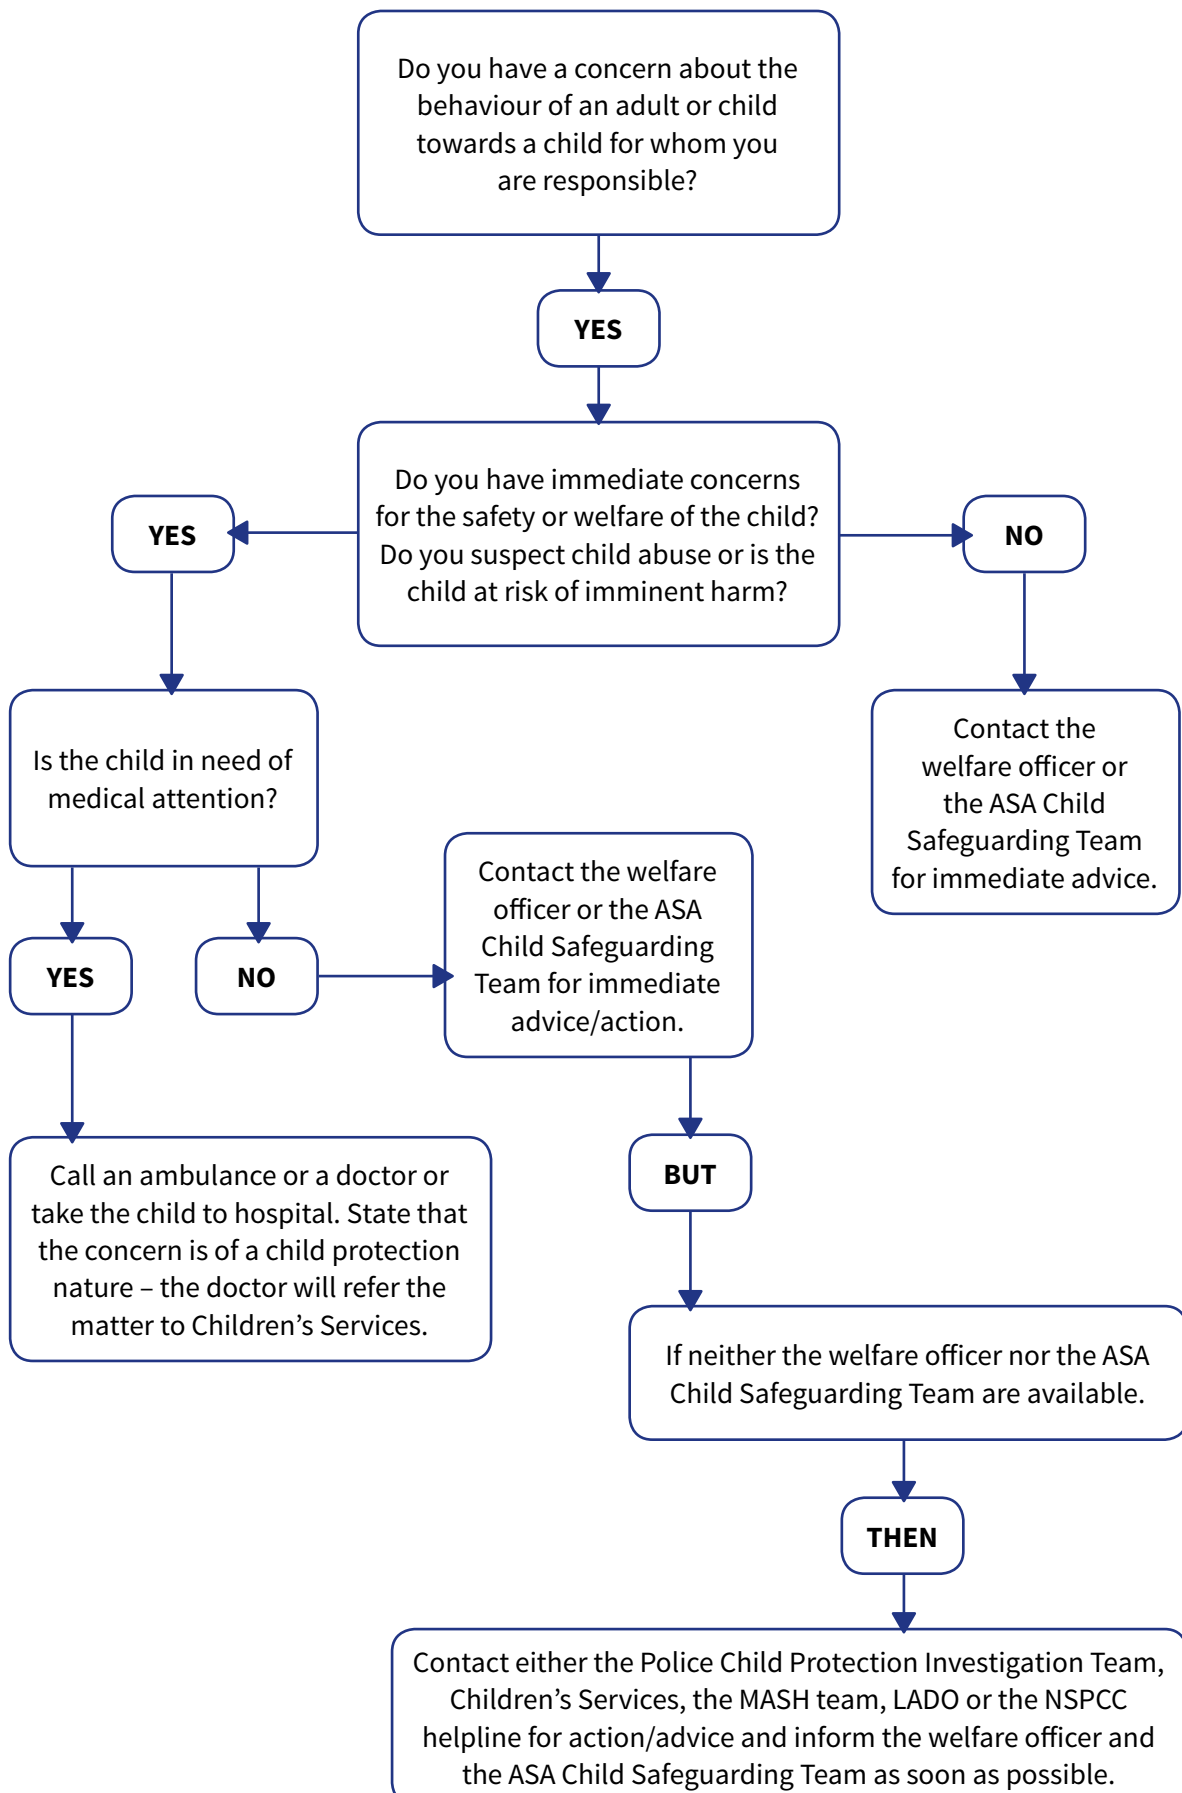 Do you have a concern about the
behaviour of an adult or child
towards a child for whom you
are responsible?
YES
Do you have immediate concerns
for the safety or welfare of the child?
Do you suspect child abuse or is the
child at risk of imminent harm?
YES
NO
Is the child in need of
medical attention?
Contact the
welfare officer or
the ASA Child
Safeguarding Team
for immediate advice.
YES
NO
Contact the welfare
officer or the ASA
Child Safeguarding
Team for immediate
advice/action.
Call an ambulance or a doctor or
take the child to hospital. State that
the concern is of a child protection
nature – the doctor will refer the
matter to Children’s Services.
BUT
If neither the welfare officer nor the ASA
Child Safeguarding Team are available.
THEN
Contact either the Police Child Protection Investigation Team,
Children’s Services, the MASH team, LADO or the NSPCC
helpline for action/advice and inform the welfare officer and
the ASA Child Safeguarding Team as soon as possible.